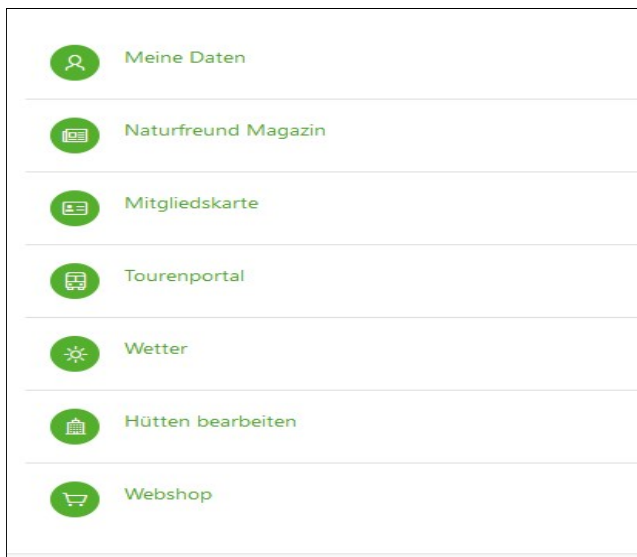 Meine Daten
Naturfreund Magazin
Mitgliedskarte
Tourenportal
Wetter
Hütten bearbeiten
Webshop